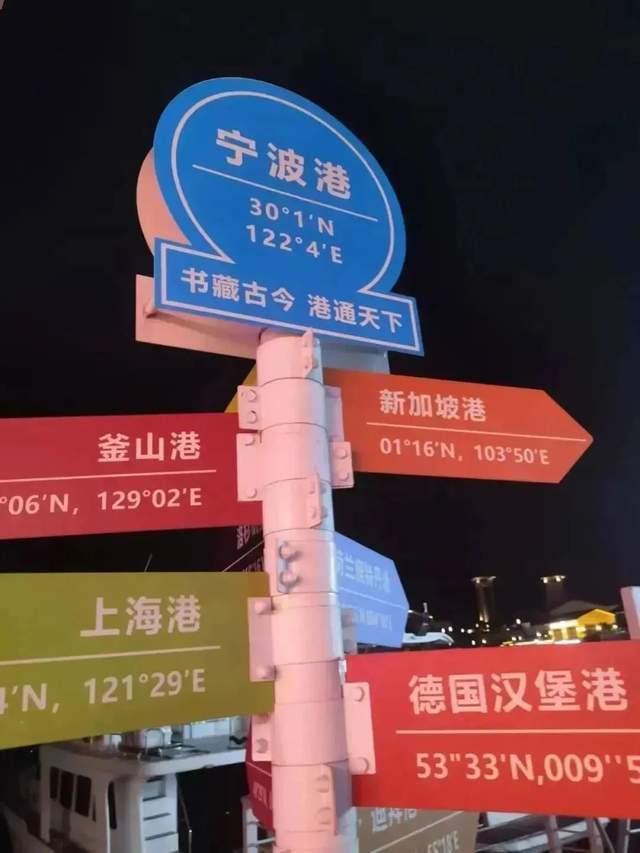 宁波港
30°1'N
122°4'E
书藏古今 港通天下
新加坡港
01°16'N, 103°50'E
釜山港
°06'N, 129°02'E
上海港
4'N, 121°29'E
德国汉堡港
53"33'N,009''5